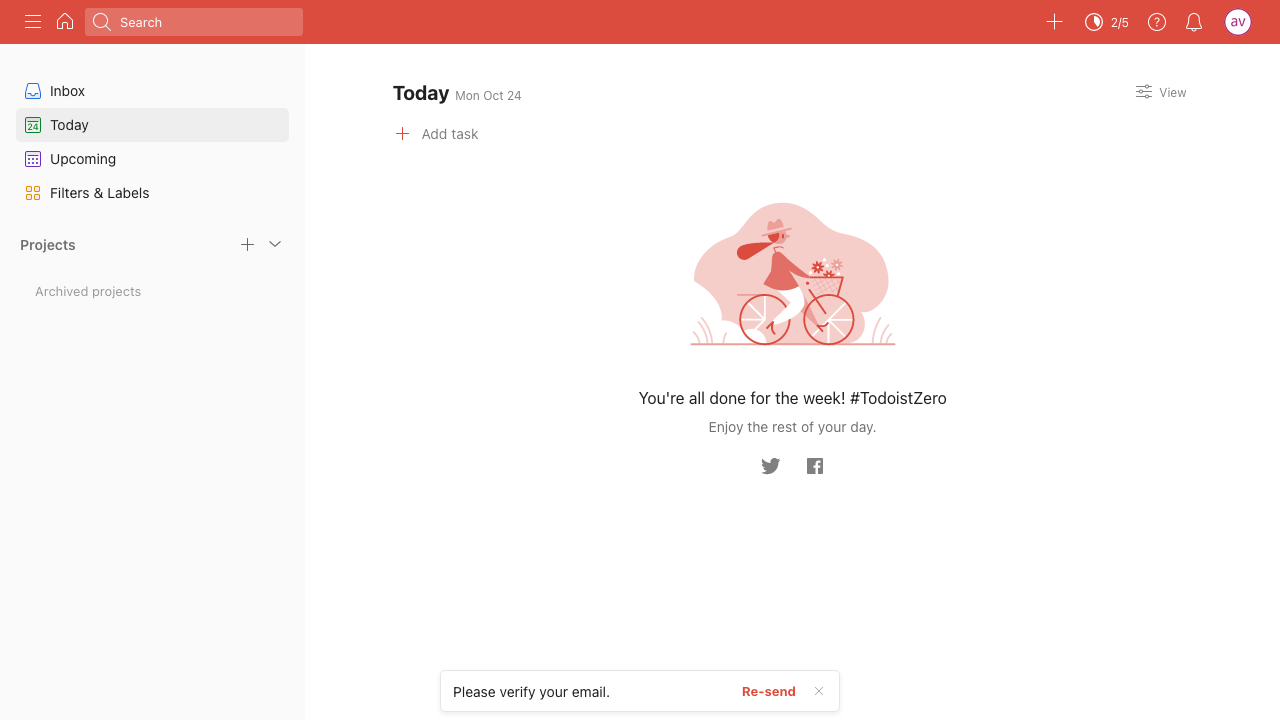 Search
2/5
av
Inbox
24 Today
Upcoming
Filters & Labels
Projects
Archived projects
Today Mon Oct 24
View
Add task
You're all done for the week! #TodoistZero
Enjoy the rest of your day.
Please verify your email.
Re-send